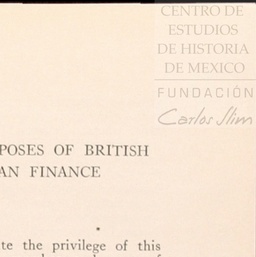 CENTRO DE
ESTUDIOS
DE HISTORIA
DE MEXICO
FUNDACIÓN
Carlos Slim
POSES OF BRITISH
AN FINANCE
*
te the privilege of this